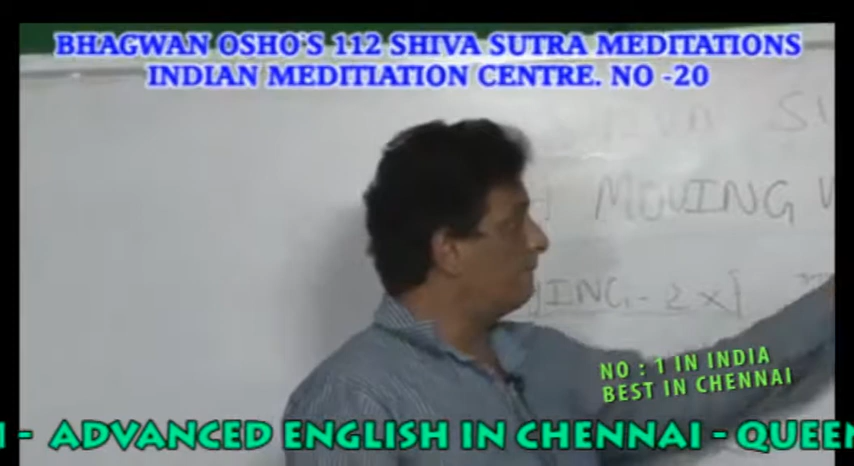 BHAGWAN OSHO'S 112 SHIVA SUTRA MEDITATIONS
INDIAN MEDITIATION CENTRE. NO -20
MOVING
NO : 1 IN INDIA
BEST IN CHENNAI
- ADVANCED ENGLISH IN CHENNAI - QUEEN